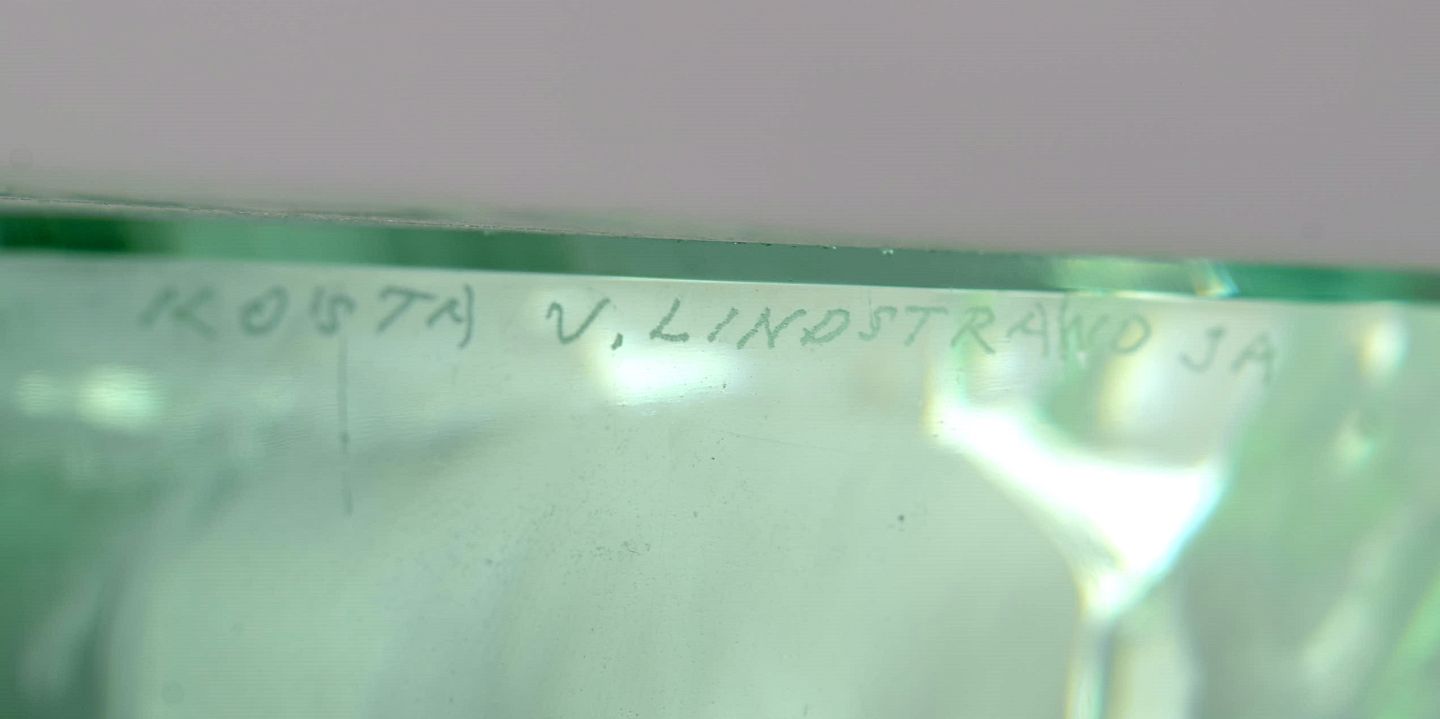 KOSTA V. LINDSTRAND JA